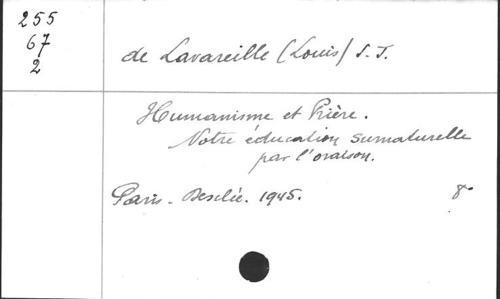 255
67
2
de Lavareille (Louis) S. J.
Humanisme et Prière.
Notre éducation surnaturelle
par l'oraison.
Paris - Desclée. 1945. 8°